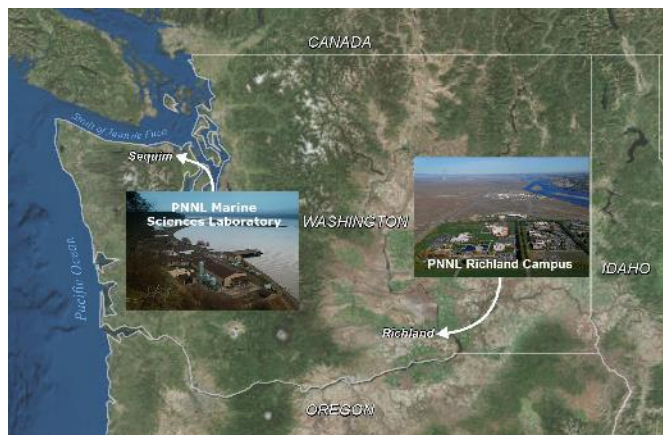 CANADA
Strait of Juan de Fuca
Sequim
PNNL Marine
Sciences Laboratory
WASHINGTON
PNNL Richland Campus
IDAHO
Pacific Ocean
Richland
OREGON